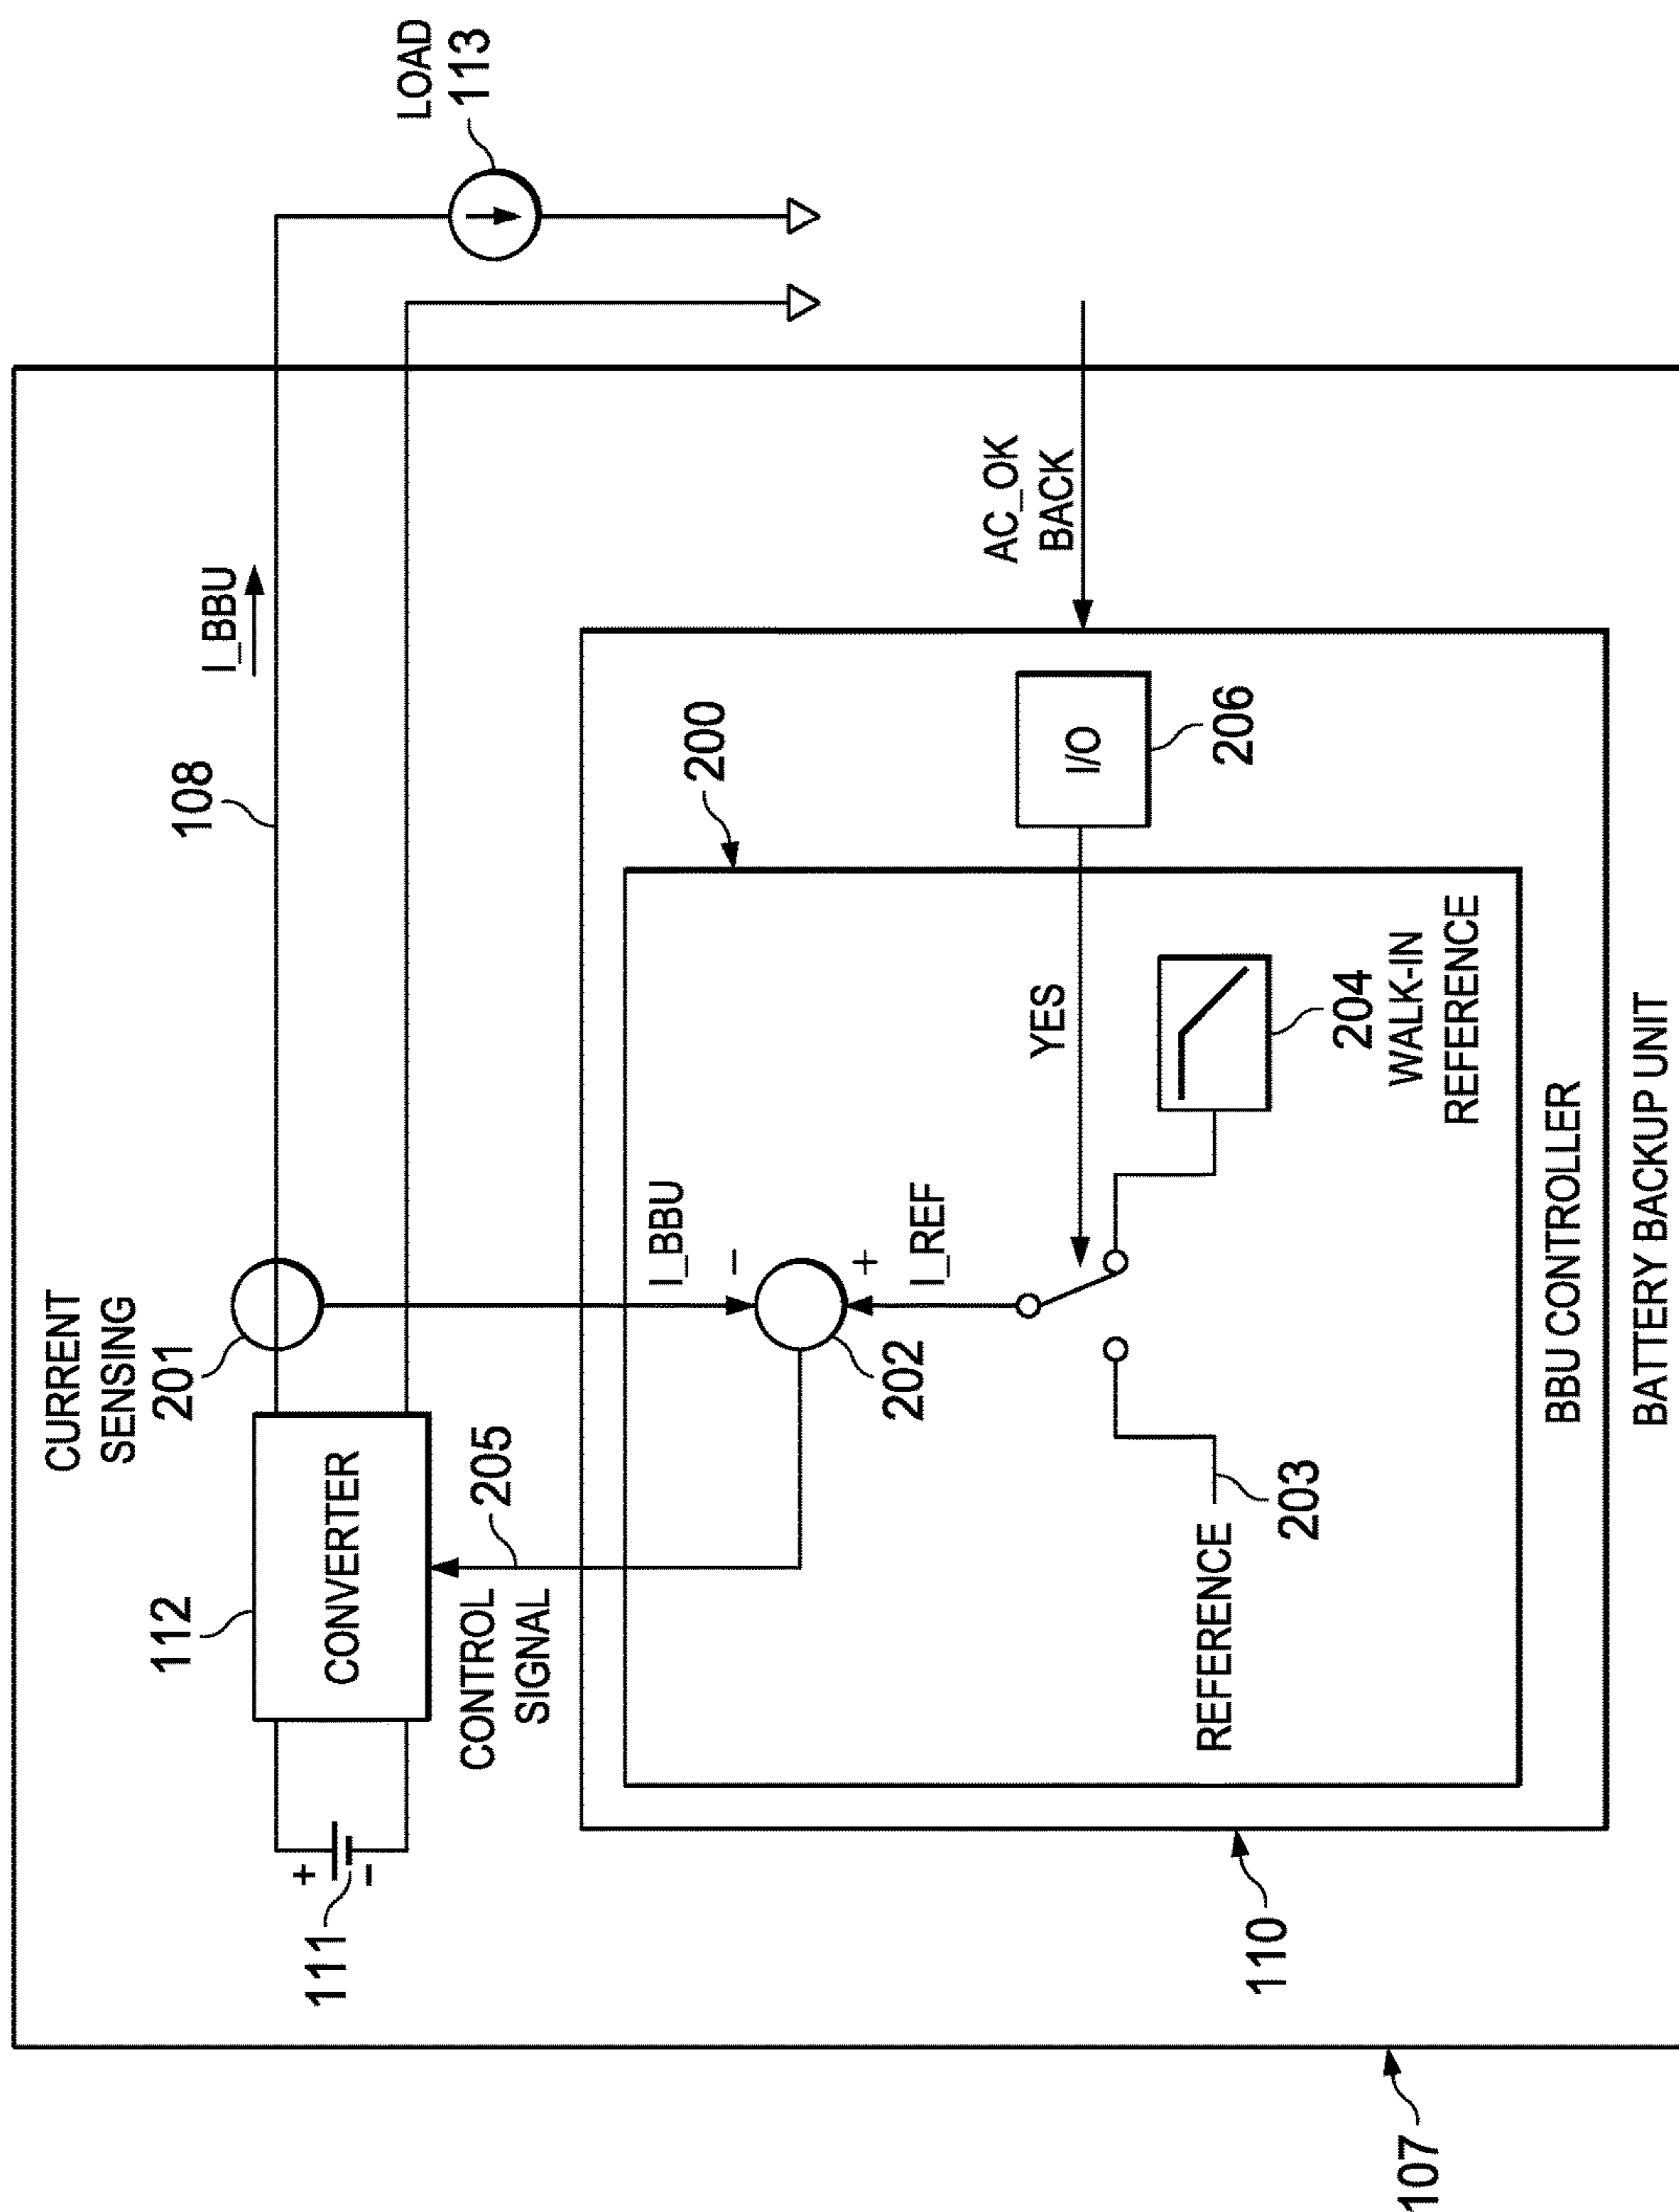 CURRENT
SENSING
201
112
CONVERTER
+
111
−
CONTROL
SIGNAL
205
108
I_BBU
LOAD
113
I_BBU
−
202
+
I_REF
200
AC_OK
BACK
I/O
206
YES
204
WALK-IN
REFERENCE
REFERENCE
203
BBU CONTROLLER
110
BATTERY BACKUP UNIT
107